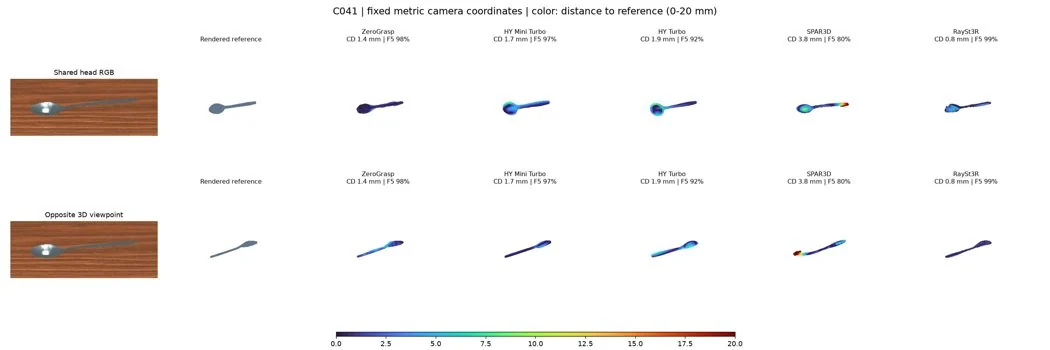 C041 | fixed metric camera coordinates | color: distance to reference (0-20 mm)
Shared head RGB
Rendered reference
ZeroGrasp
CD 1.4 mm | F5 98%
HY Mini Turbo
CD 1.7 mm | F5 97%
HY Turbo
CD 1.9 mm | F5 92%
SPAR3D
CD 3.8 mm | F5 80%
RaySt3R
CD 0.8 mm | F5 99%
Opposite 3D viewpoint
Rendered reference
ZeroGrasp
CD 1.4 mm | F5 98%
HY Mini Turbo
CD 1.7 mm | F5 97%
HY Turbo
CD 1.9 mm | F5 92%
SPAR3D
CD 3.8 mm | F5 80%
RaySt3R
CD 0.8 mm | F5 99%
0.0 2.5 5.0 7.5 10.0 12.5 15.0 17.5 20.0